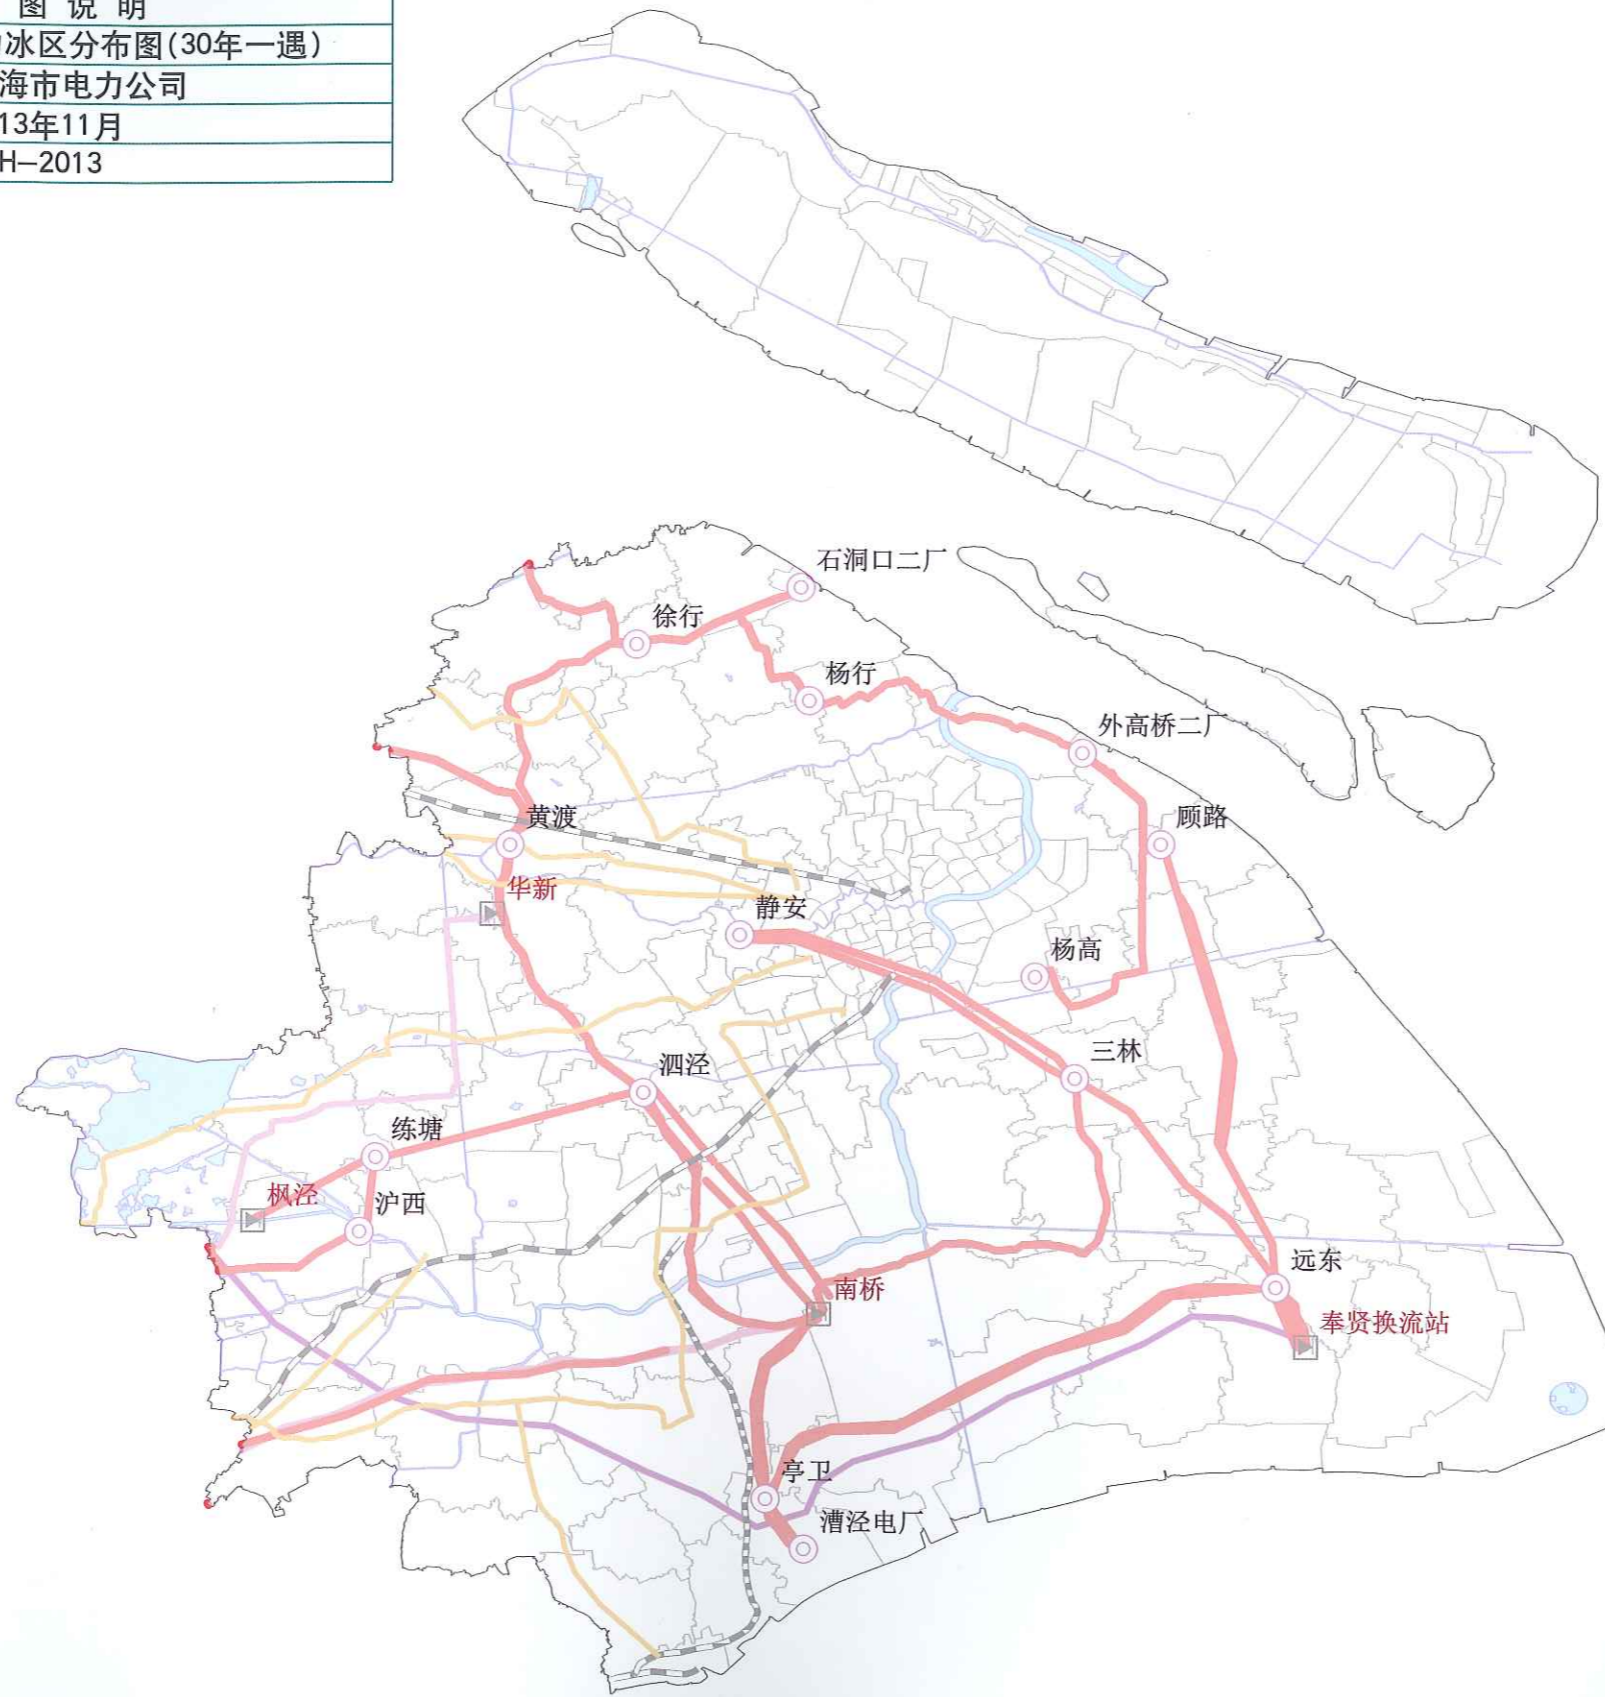 图 说 明
冰区分布图(30年一遇)
海市电力公司
13年11月
H—2013
石洞口二厂
徐行
杨行
外高桥二厂
黄渡
顾路
华新
静安
杨高
三林
泗泾
练塘
枫泾
沪西
远东
南桥
奉贤换流站
亭卫
漕泾电厂